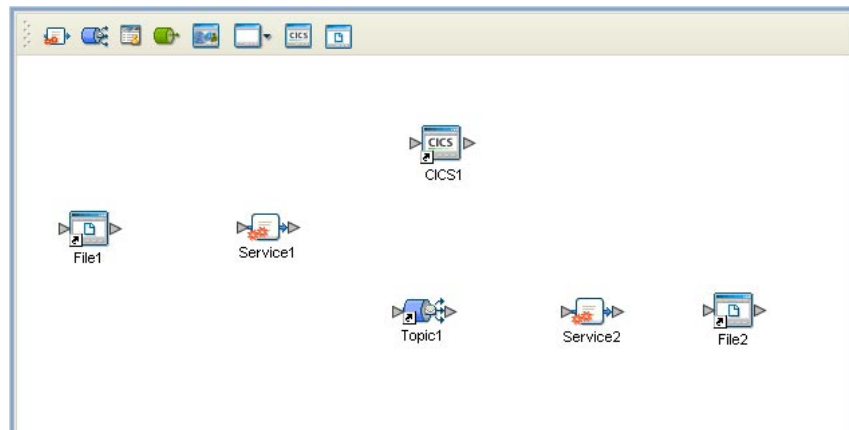 CICS
CICS
CICS1
File1
Service1
Topic1
Service2
File2